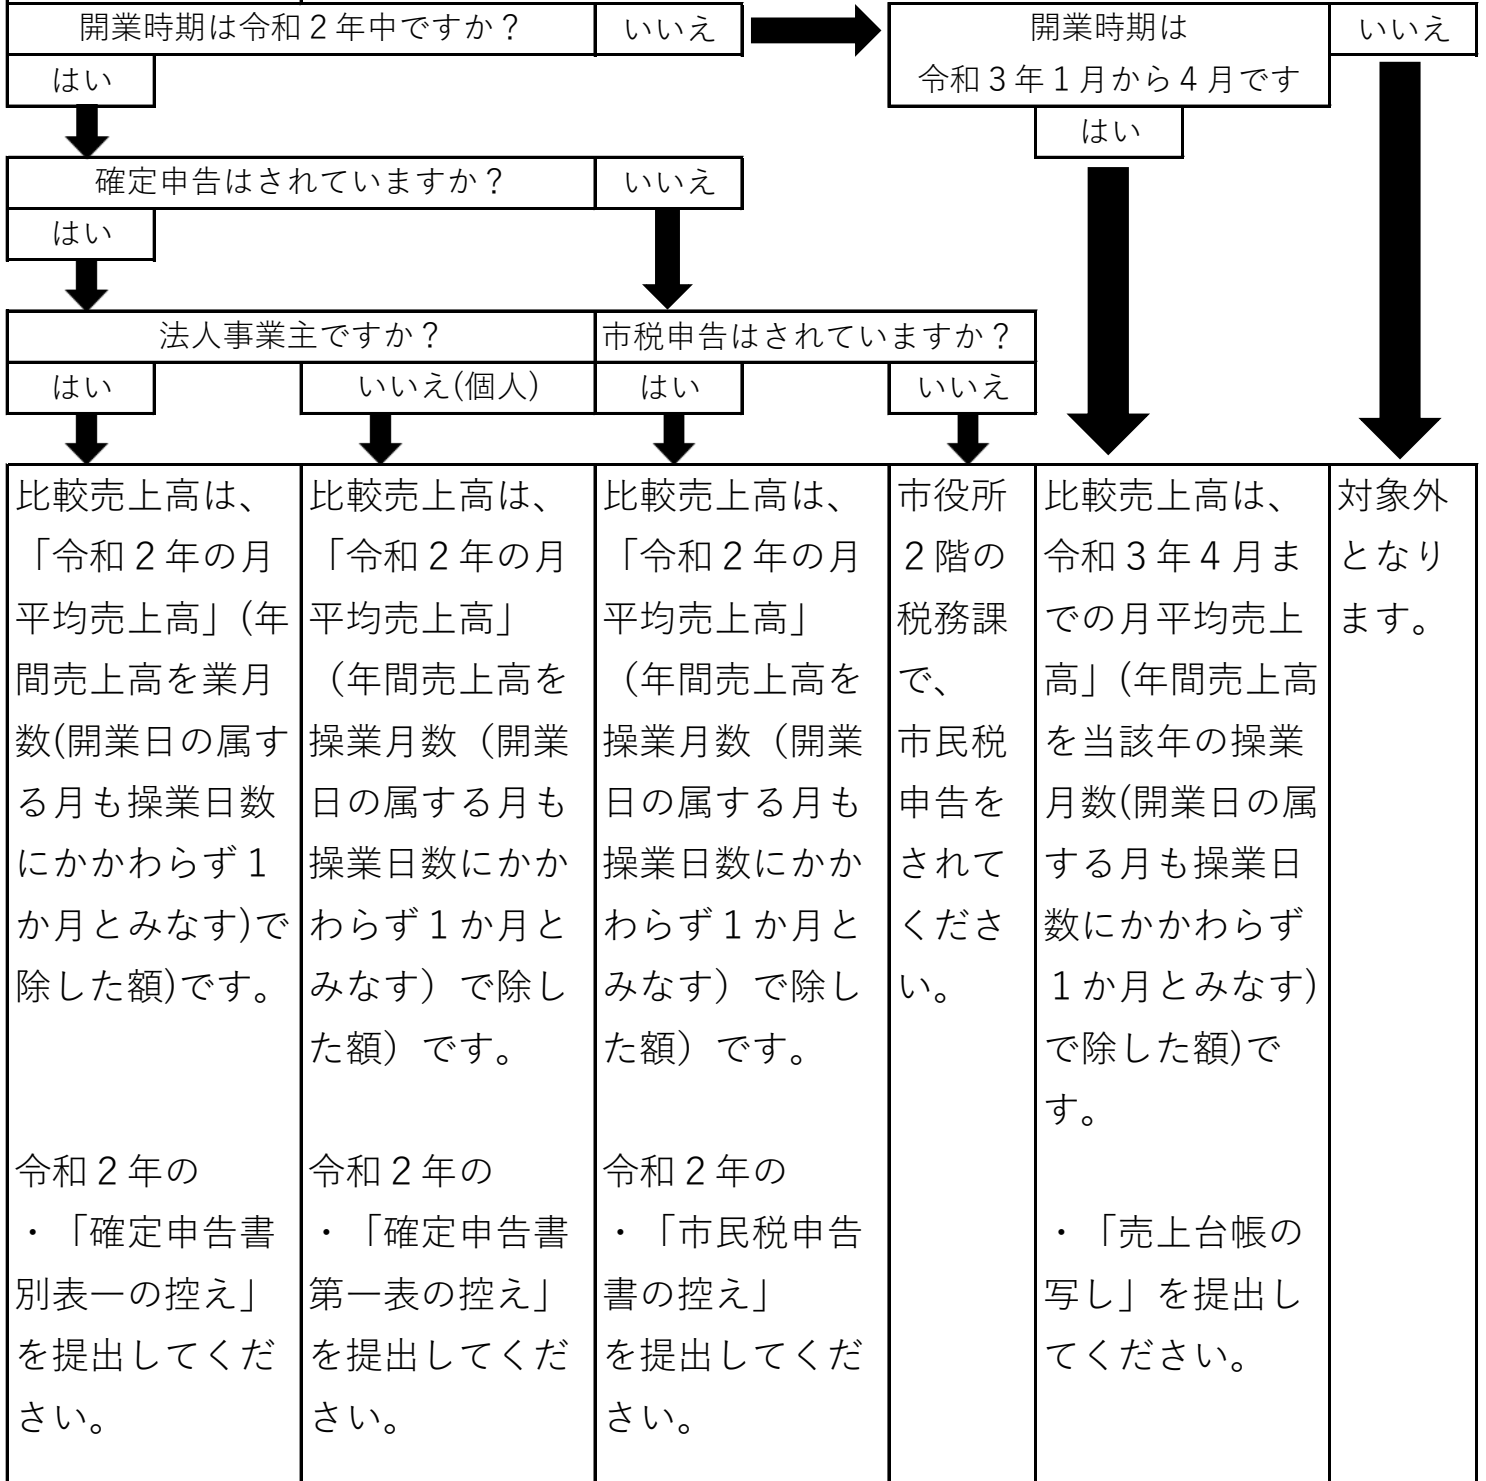 開業時期は令和２年中ですか？
いいえ
開業時期は
令和３年１月から４月です
いいえ
はい
はい
確定申告はされていますか？
いいえ
はい
法人事業主ですか？
市税申告はされていますか？
はい
いいえ(個人)
はい
いいえ
比較売上高は、
「令和２年の月
平均売上高」(年
間売上高を業月
数(開業日の属す
る月も操業日数
にかかわらず１
か月とみなす)で
除した額)です。
令和２年の
・「確定申告書
別表一の控え」
を提出してくだ
さい。
比較売上高は、
「令和２年の月
平均売上高」
（年間売上高を
操業月数（開業
日の属する月も
操業日数にかか
わらず１か月と
みなす）で除し
た額）です。
令和２年の
・「確定申告書
第一表の控え」
を提出してくだ
さい。
比較売上高は、
「令和２年の月
平均売上高」
（年間売上高を
操業月数（開業
日の属する月も
操業日数にかか
わらず１か月と
みなす）で除し
た額）です。
令和２年の
・「市民税申告
書の控え」
を提出してくだ
さい。
市役所
２階の
税務課
で、
市民税
申告を
されて
くださ
い。
比較売上高は、
令和３年４月ま
での月平均売上
高」(年間売上高
を当該年の操業
月数(開業日の属
する月も操業日
数にかかわらず
１か月とみなす)
で除した額)で
す。
・「売上台帳の
写し」を提出し
てください。
対象外
となり
ます。